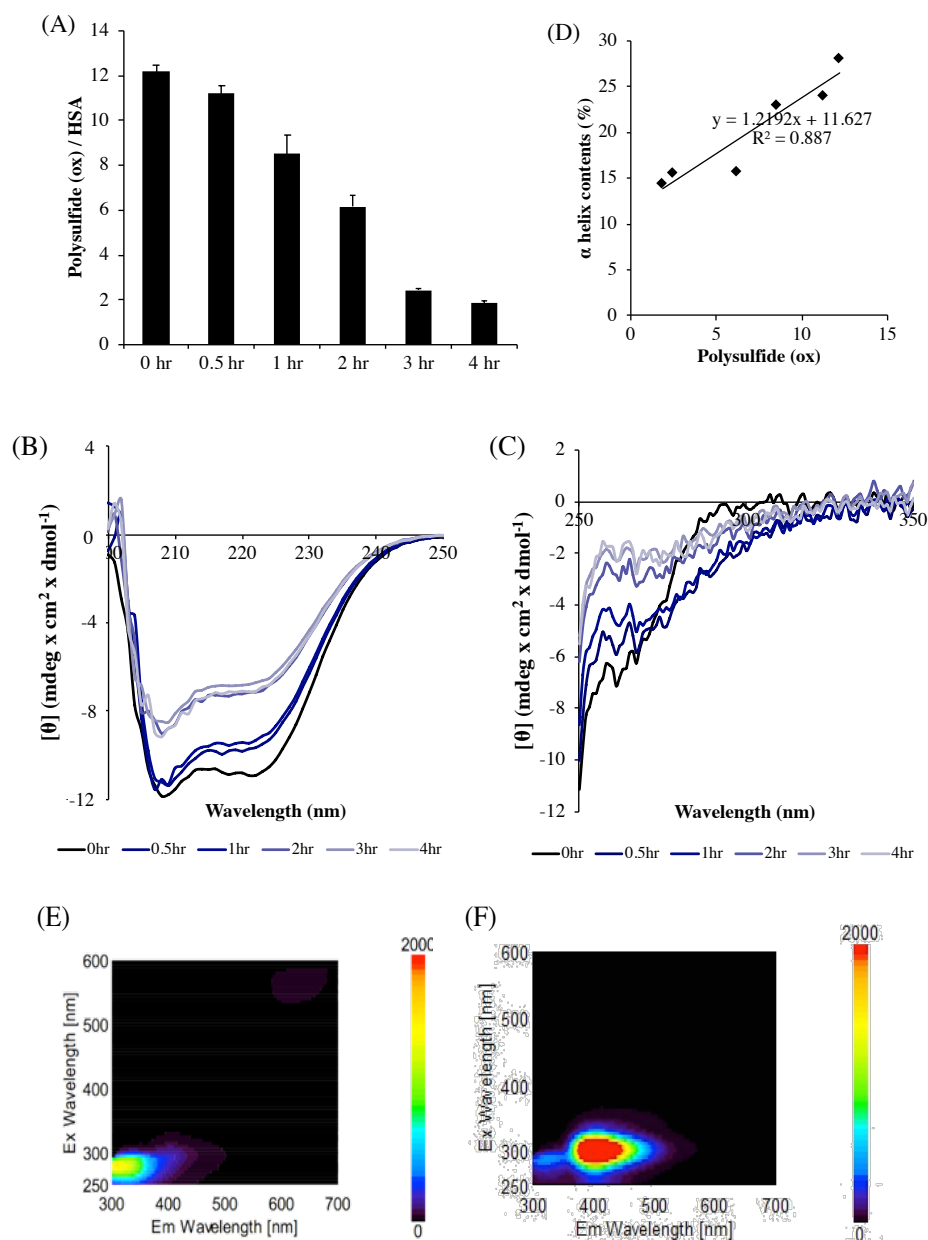 (A)
Polysulfide (ox) / HSA
14
12
10
8
6
4
2
0
0 hr 0.5 hr 1 hr 2 hr 3 hr 4 hr
(D)
α helix contents (%)
30
25
20
15
10
5
0
y = 1.2192x + 11.627
R² = 0.887
0 5 10 15
Polysulfide (ox)
(B)
[θ] (mdeg x cm² x dmol⁻¹)
4
0
-4
-8
-12
210 220 230 240 250
Wavelength (nm)
0hr 0.5hr 1hr 2hr 3hr 4hr
(C)
[θ] (mdeg x cm² x dmol⁻¹)
2
0
-2
-4
-6
-8
-10
-12
250 300 350
Wavelength (nm)
0hr 0.5hr 1hr 2hr 3hr 4hr
(E)
Ex Wavelength [nm]
600
500
400
300
250
300 400 500 600 700
Em Wavelength [nm]
0
(F)
Ex Wavelength [nm]
600
500
400
300
250
300 400 500 600 700
Em Wavelength [nm]
2000
0